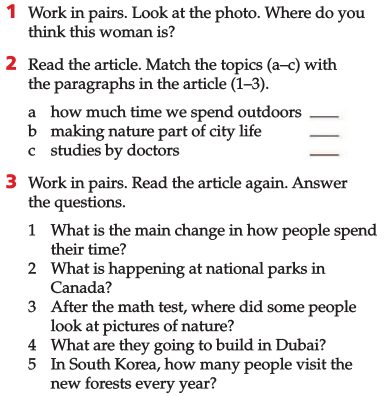 1 Work in pairs. Look at the photo. Where do you
think this woman is?
2 Read the article. Match the topics (a–c) with
the paragraphs in the article (1–3).
a how much time we spend outdoors ____
b making nature part of city life ____
c studies by doctors ____
3 Work in pairs. Read the article again. Answer
the questions.
1 What is the main change in how people spend
their time?
2 What is happening at national parks in
Canada?
3 After the math test, where did some people
look at pictures of nature?
4 What are they going to build in Dubai?
5 In South Korea, how many people visit the
new forests every year?